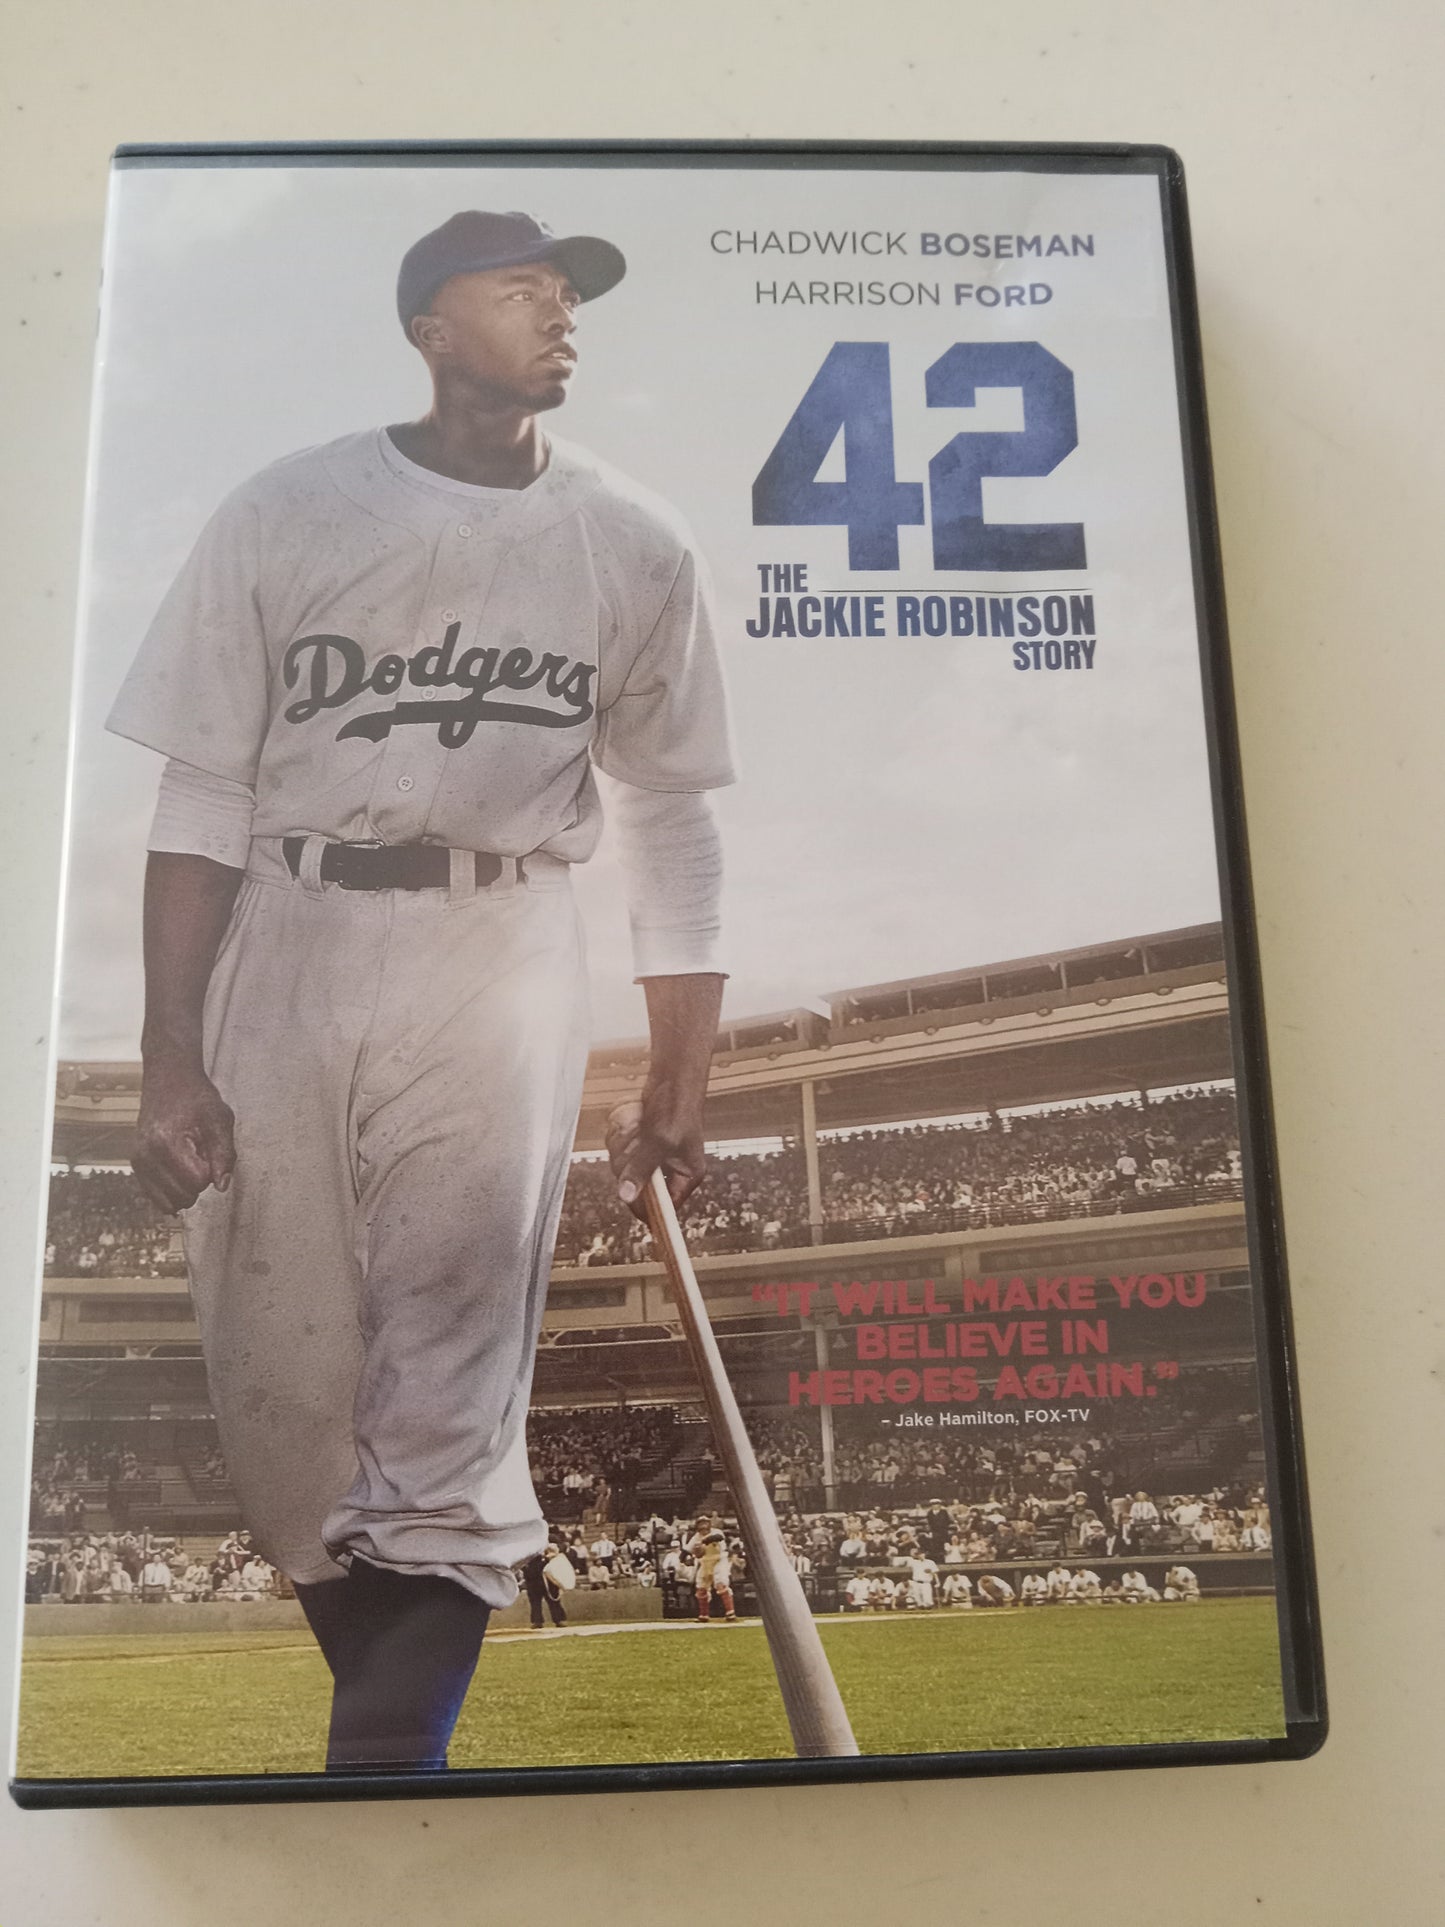 CHADWICK BOSEMAN
HARRISON FORD
42
THE
JACKIE ROBINSON
STORY
Dodgers
"IT WILL MAKE YOU
BELIEVE IN
HEROES AGAIN."
– Jake Hamilton, FOX-TV